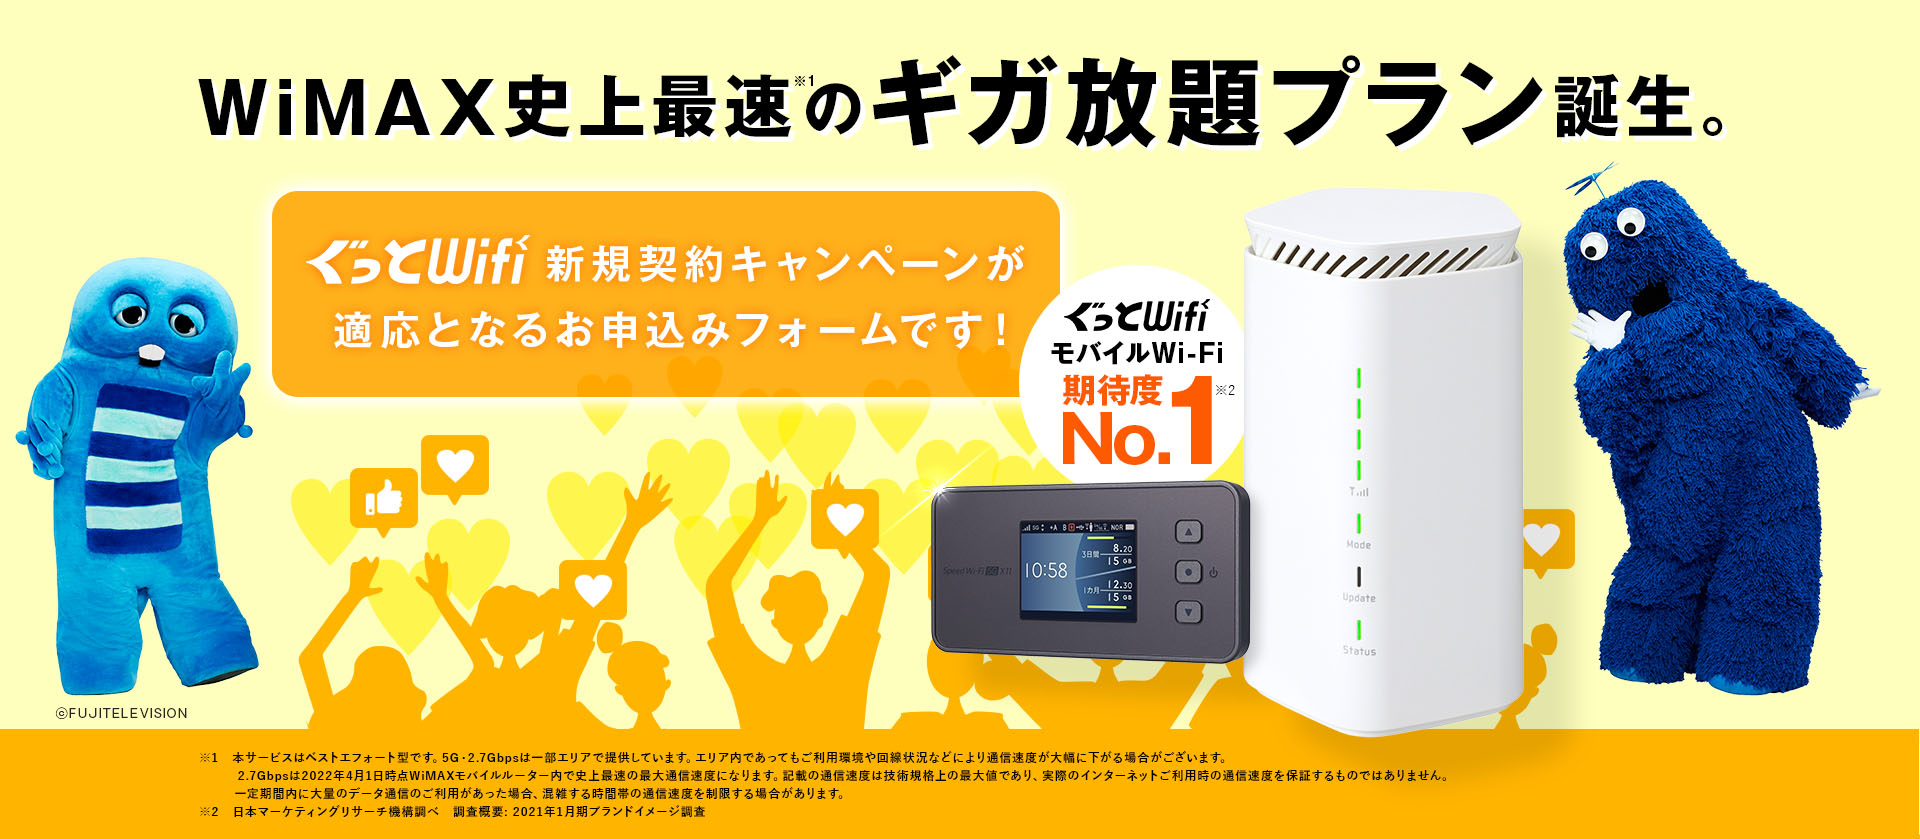 WiMAX史上最速※1のギガ放題プラン誕生。
ぐっとWifi 新規契約キャンペーンが
適応となるお申込みフォームです！
ぐっとWifi
モバイルWi-Fi
期待度
No.1※2
Speed Wi-Fi 5G X11
5G +A B NOR
10:58
3日間 8.20
15 GB
1カ月 12.30
15 GB
Mode
Update
Status
©FUJITELEVISION
※1 本サービスはベストエフォート型です。5G・2.7Gbpsは一部エリアで提供しています。エリア内であってもご利用環境や回線状況などにより通信速度が大幅に下がる場合がございます。
2.7Gbpsは2022年4月1日時点WiMAXモバイルルーター内で史上最速の最大通信速度になります。記載の通信速度は技術規格上の最大値であり、実際のインターネットご利用時の通信速度を保証するものではありません。
一定期間内に大量のデータ通信のご利用があった場合、混雑する時間帯の通信速度を制限する場合があります。
※2 日本マーケティングリサーチ機構調べ 調査概要: 2021年1月期ブランドイメージ調査